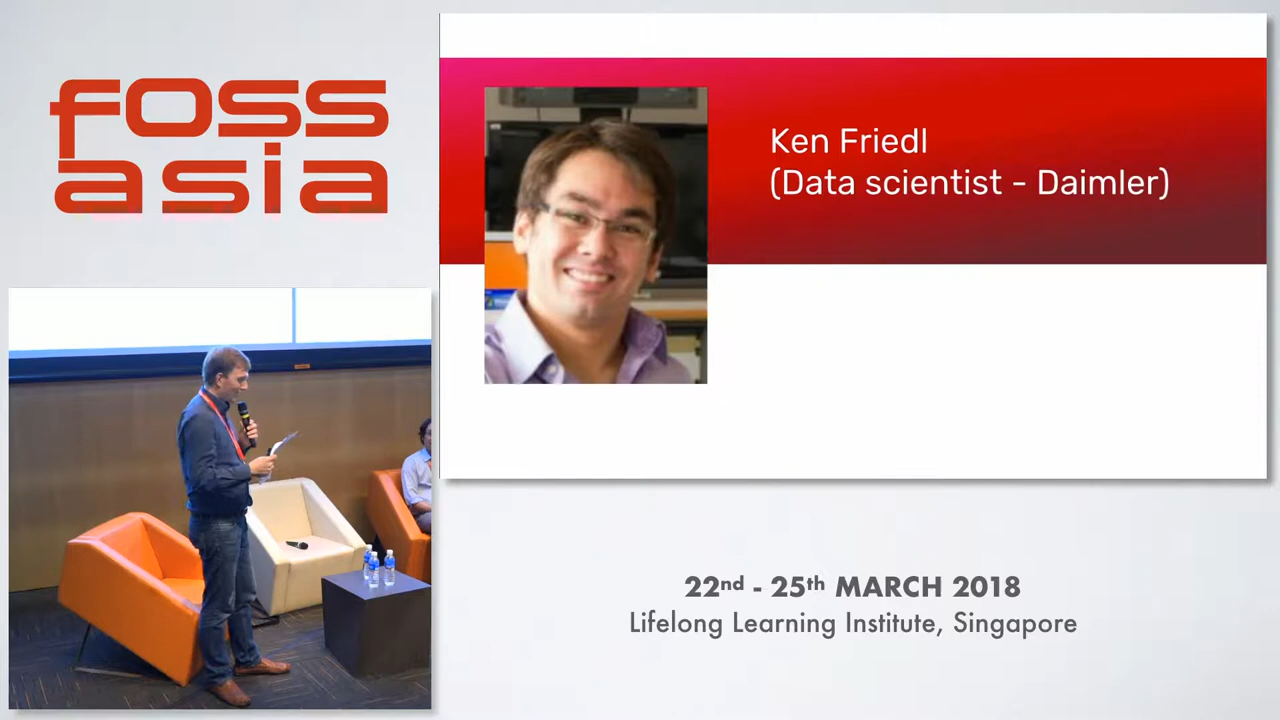 foss
asia
Ken Friedl
(Data scientist - Daimler)
22nd - 25th MARCH 2018
Lifelong Learning Institute, Singapore